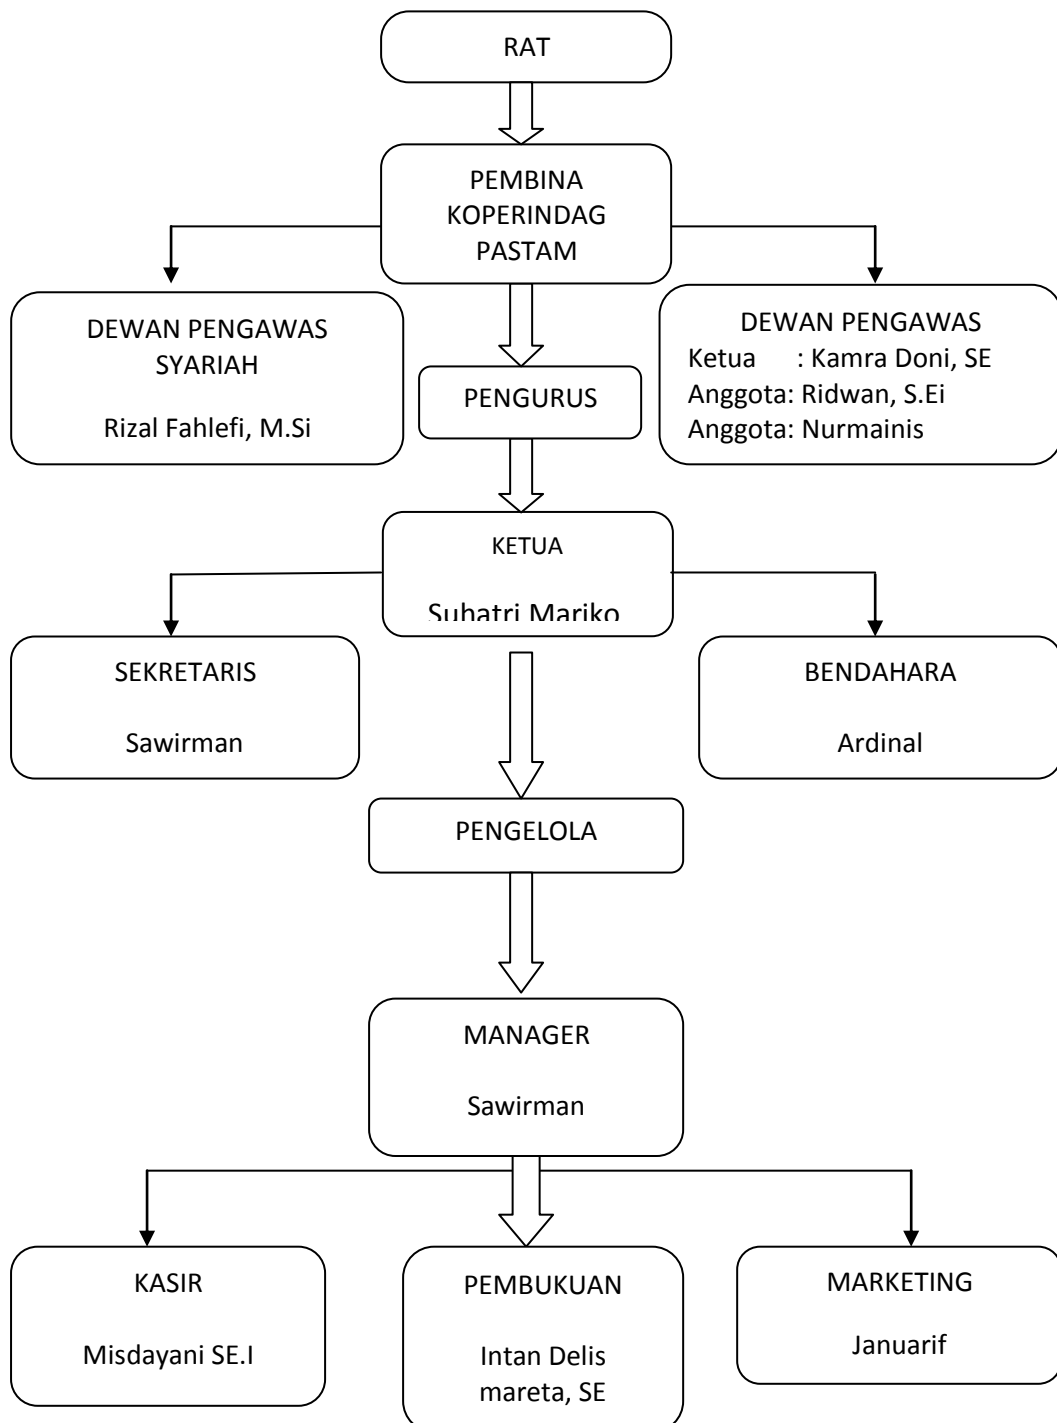 RAT
PEMBINA
KOPERINDAG
PASTAM
DEWAN PENGAWAS
SYARIAH
Rizal Fahlefi, M.Si
DEWAN PENGAWAS
Ketua : Kamra Doni, SE
Anggota: Ridwan, S.Ei
Anggota: Nurmainis
PENGURUS
KETUA
Suhatri Mariko
SEKRETARIS
Sawirman
BENDAHARA
Ardinal
PENGELOLA
MANAGER
Sawirman
KASIR
Misdayani SE.I
PEMBUKUAN
Intan Delis
mareta, SE
MARKETING
Januarif